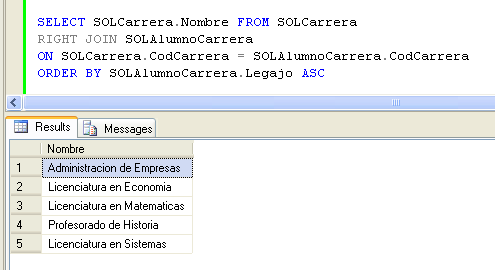 SELECT SOLCarrera.Nombre FROM SOLCarrera
RIGHT JOIN SOLAlumnoCarrera
ON SOLCarrera.CodCarrera = SOLAlumnoCarrera.CodCarrera
ORDER BY SOLAlumnoCarrera.Legajo ASC
Results Messages
Nombre
1 Administracion de Empresas
2 Licenciatura en Economia
3 Licenciatura en Matematicas
4 Profesorado de Historia
5 Licenciatura en Sistemas